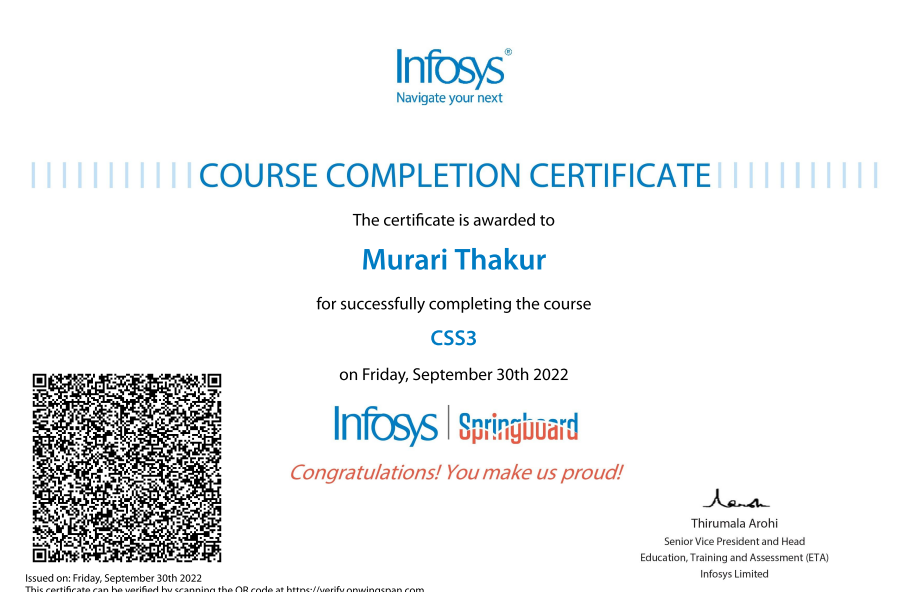 Infosys®
Navigate your next
COURSE COMPLETION CERTIFICATE
The certificate is awarded to
Murari Thakur
for successfully completing the course
CSS3
on Friday, September 30th 2022
Infosys | Springboard
Congratulations! You make us proud!
Thirumala Arohi
Senior Vice President and Head
Education, Training and Assessment (ETA)
Infosys Limited
Issued on: Friday, September 30th 2022
This certificate can be verified by scanning the QR code at https://verify.onwingspan.com